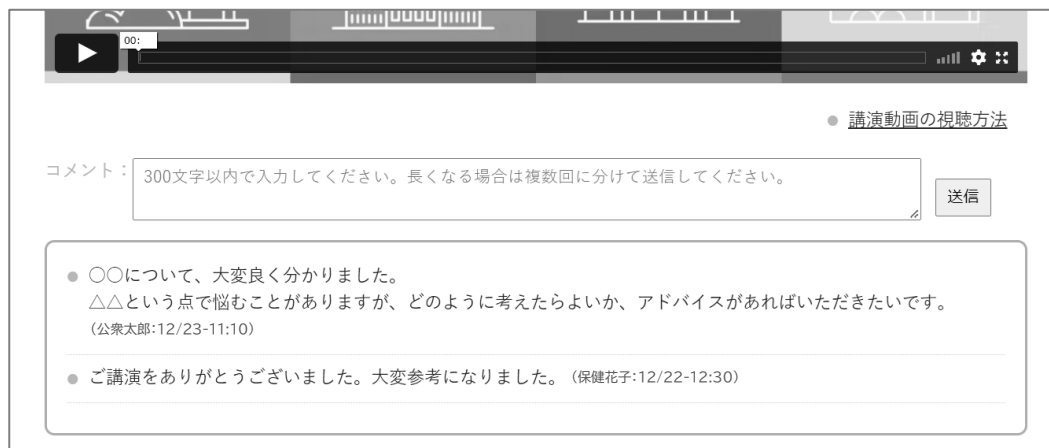 00:
講演動画の視聴方法
コメント：
300文字以内で入力してください。長くなる場合は複数回に分けて送信してください。
送信
○○について、大変良く分かりました。
△△という点で悩むことがありますが、どのように考えたらよいか、アドバイスがあればいただきたいです。
（公衆太郎:12/23-11:10）
ご講演をありがとうございました。大変参考になりました。（保健花子:12/22-12:30）